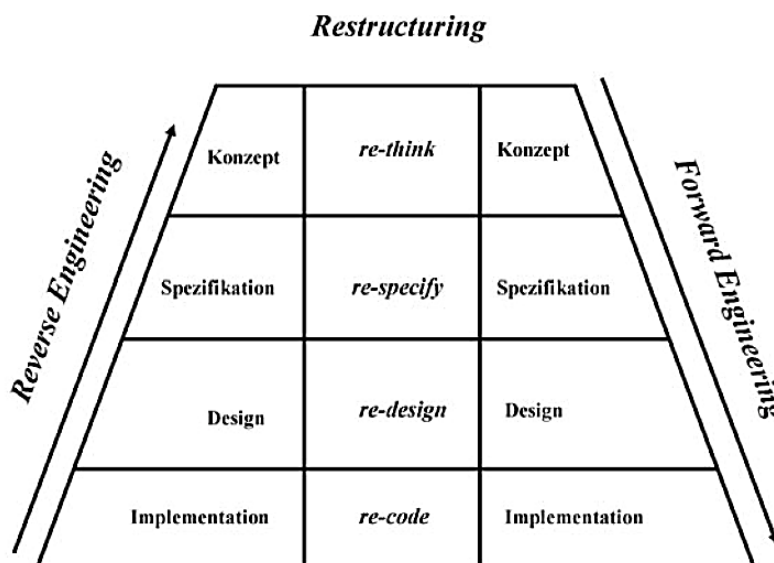 Restructuring
Reverse Engineering
Forward Engineering
Konzept re-think Konzept
Spezifikation re-specify Spezifikation
Design re-design Design
Implementation re-code Implementation